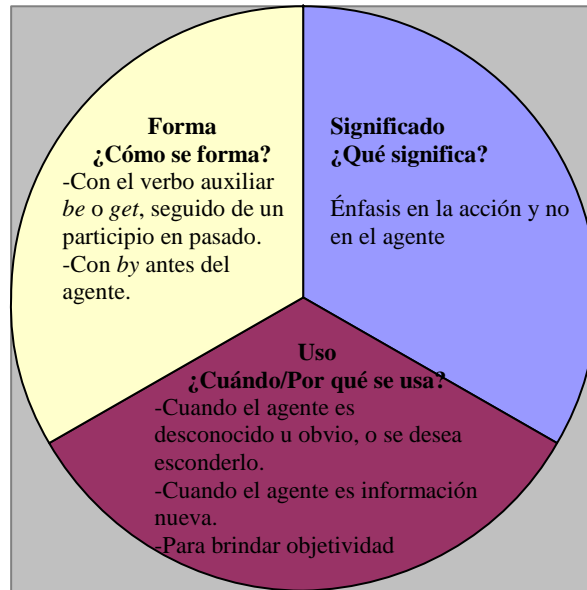 Forma
¿Cómo se forma?
-Con el verbo auxiliar
be o get, seguido de un
participio en pasado.
-Con by antes del
agente.
Significado
¿Qué significa?
Énfasis en la acción y no
en el agente
Uso
¿Cuándo/Por qué se usa?
-Cuando el agente es
desconocido u obvio, o se desea
esconderlo.
-Cuando el agente es información
nueva.
-Para brindar objetividad